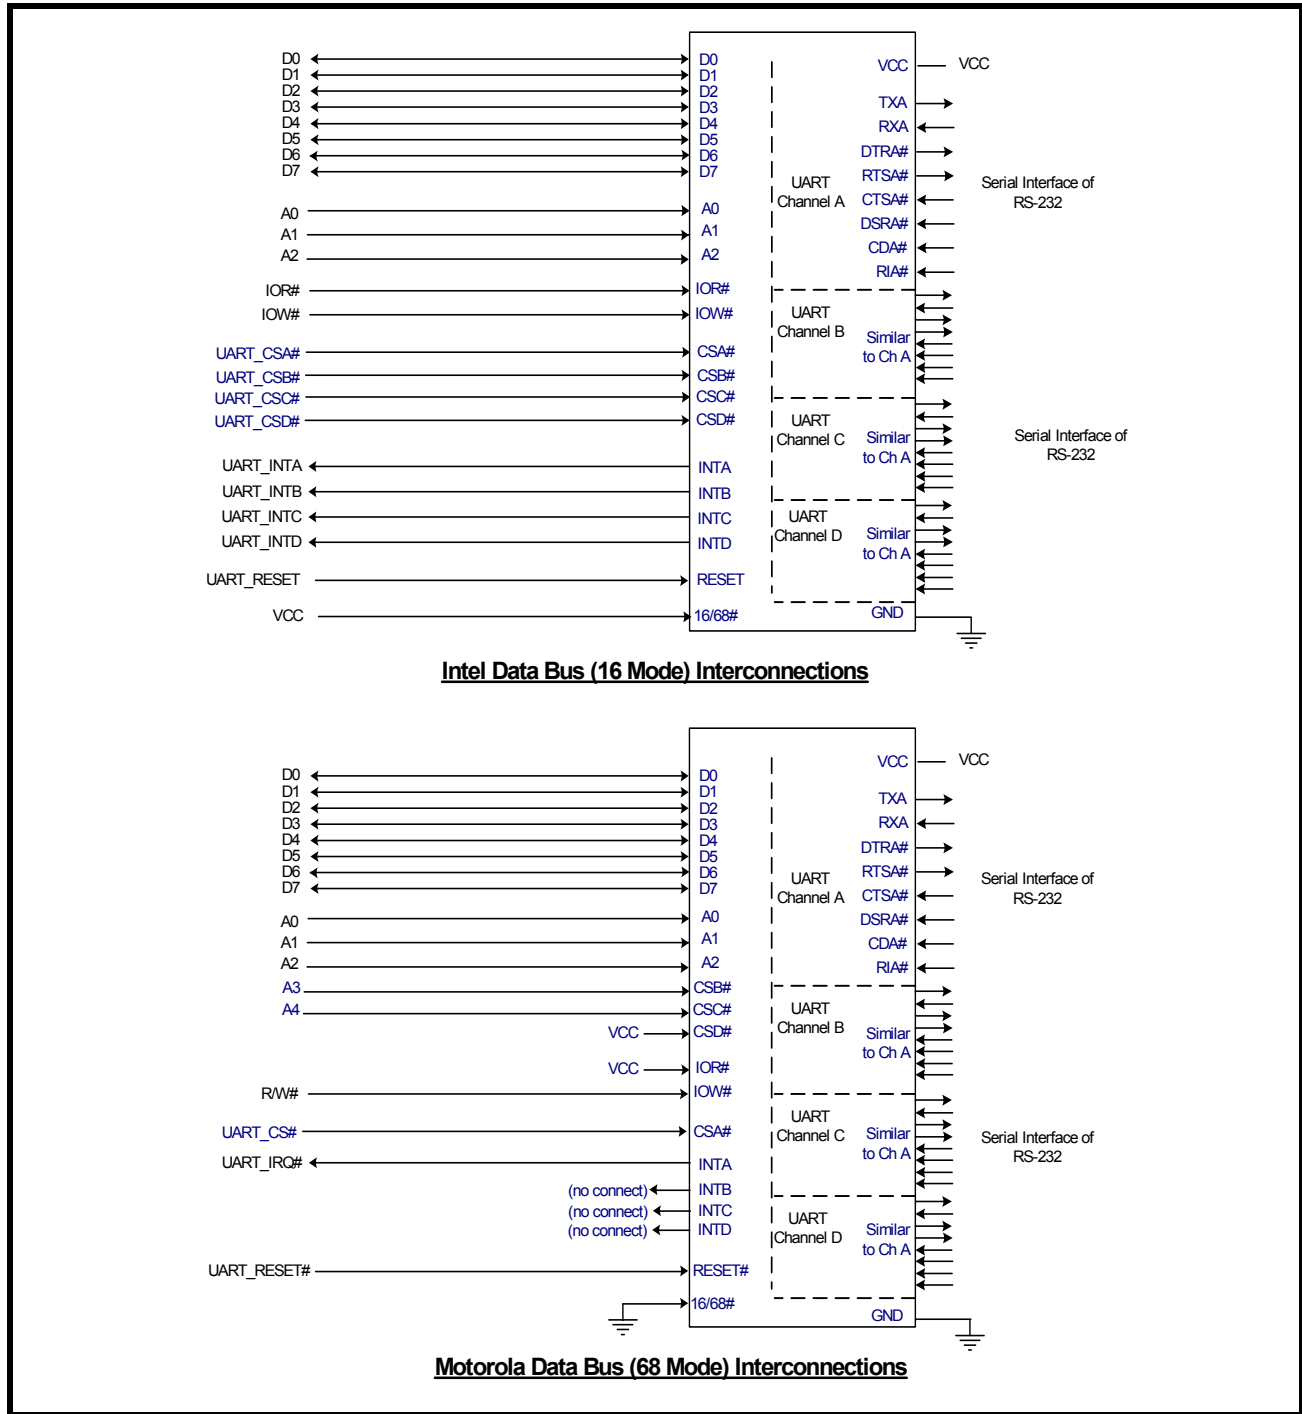 D0
D1
D2
D3
D4
D5
D6
D7
A0
A1
A2
IOR#
IOW#
UART_CSA#
UART_CSB#
UART_CSC#
UART_CSD#
UART_INTA
UART_INTB
UART_INTC
UART_INTD
UART_RESET
VCC
D0
D1
D2
D3
D4
D5
D6
D7
A0
A1
A2
IOR#
IOW#
CSA#
CSB#
CSC#
CSD#
INTA
INTB
INTC
INTD
RESET
16/68#
UART
Channel A
UART
Channel B
UART
Channel C
UART
Channel D
VCC
TXA
RXA
DTRA#
RTSA#
CTSA#
DSRA#
CDA#
RIA#
Similar
to Ch A
Similar
to Ch A
Similar
to Ch A
GND
VCC
Serial Interface of
RS-232
Serial Interface of
RS-232
Intel Data Bus (16 Mode) Interconnections
D0
D1
D2
D3
D4
D5
D6
D7
A0
A1
A2
A3
A4
VCC
VCC
R/W#
UART_CS#
UART_IRQ#
(no connect)
(no connect)
(no connect)
UART_RESET#
D0
D1
D2
D3
D4
D5
D6
D7
A0
A1
A2
CSB#
CSC#
CSD#
IOR#
IOW#
CSA#
INTA
INTB
INTC
INTD
RESET#
16/68#
UART
Channel A
UART
Channel B
UART
Channel C
UART
Channel D
VCC
TXA
RXA
DTRA#
RTSA#
CTSA#
DSRA#
CDA#
RIA#
Similar
to Ch A
Similar
to Ch A
Similar
to Ch A
GND
VCC
Serial Interface of
RS-232
Serial Interface of
RS-232
Motorola Data Bus (68 Mode) Interconnections